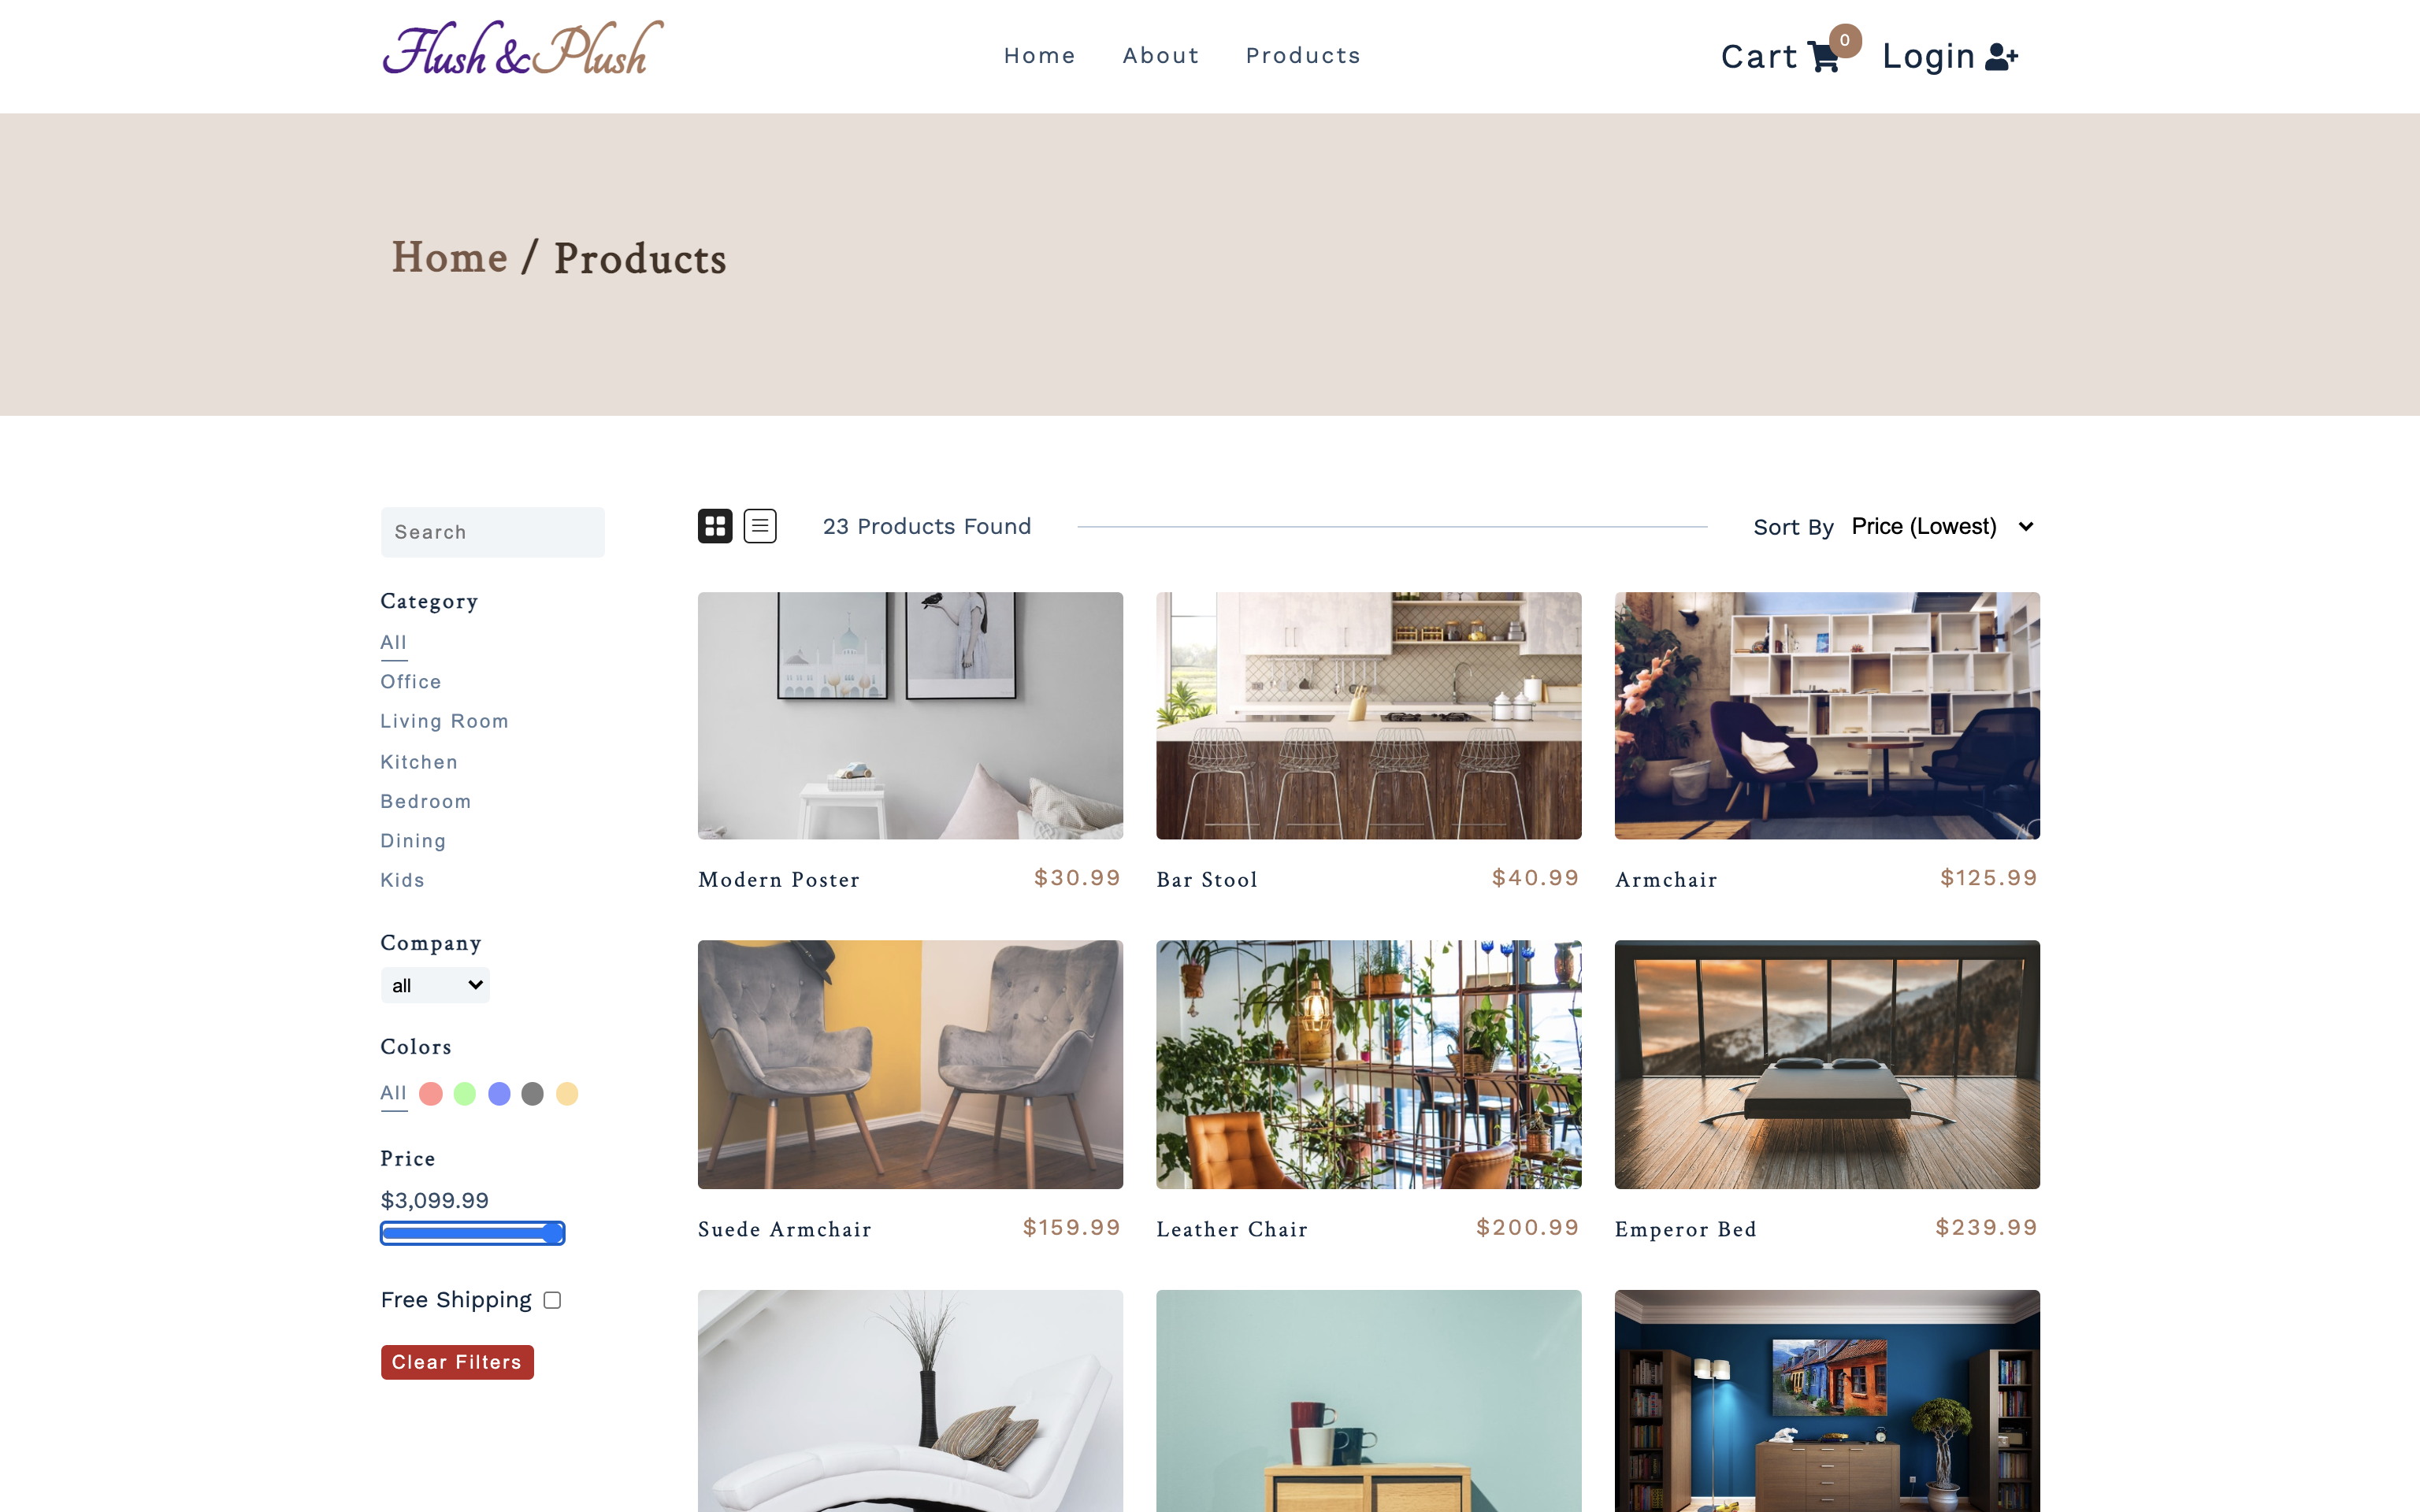 Flush & Plush
Home About Products
Cart 0 Login
Home / Products
Search
Category
All
Office
Living Room
Kitchen
Bedroom
Dining
Kids
Company
all
Colors
All
Price
$3,099.99
Free Shipping
Clear Filters
23 Products Found
Sort By Price (Lowest)
Modern Poster $30.99
Bar Stool $40.99
Armchair $125.99
Suede Armchair $159.99
Leather Chair $200.99
Emperor Bed $239.99